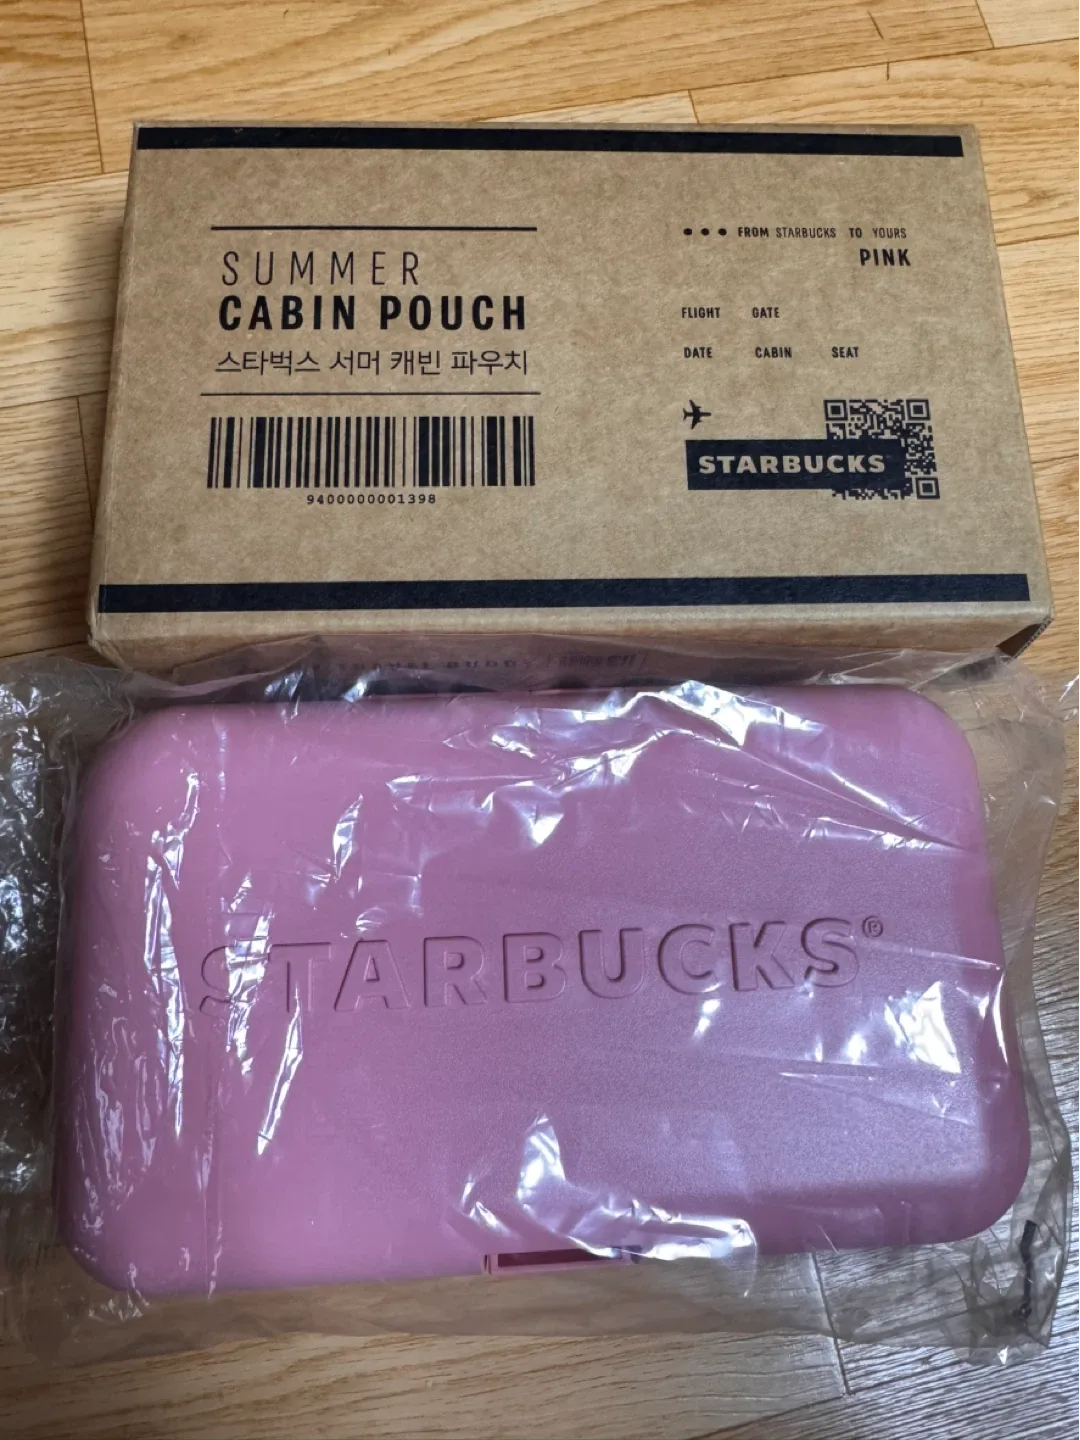 SUMMER
CABIN POUCH
스타벅스 서머 캐빈 파우치
9400000001398
FROM STARBUCKS TO YOURS
PINK
FLIGHT GATE
DATE CABIN SEAT
STARBUCKS
STARBUCKS®